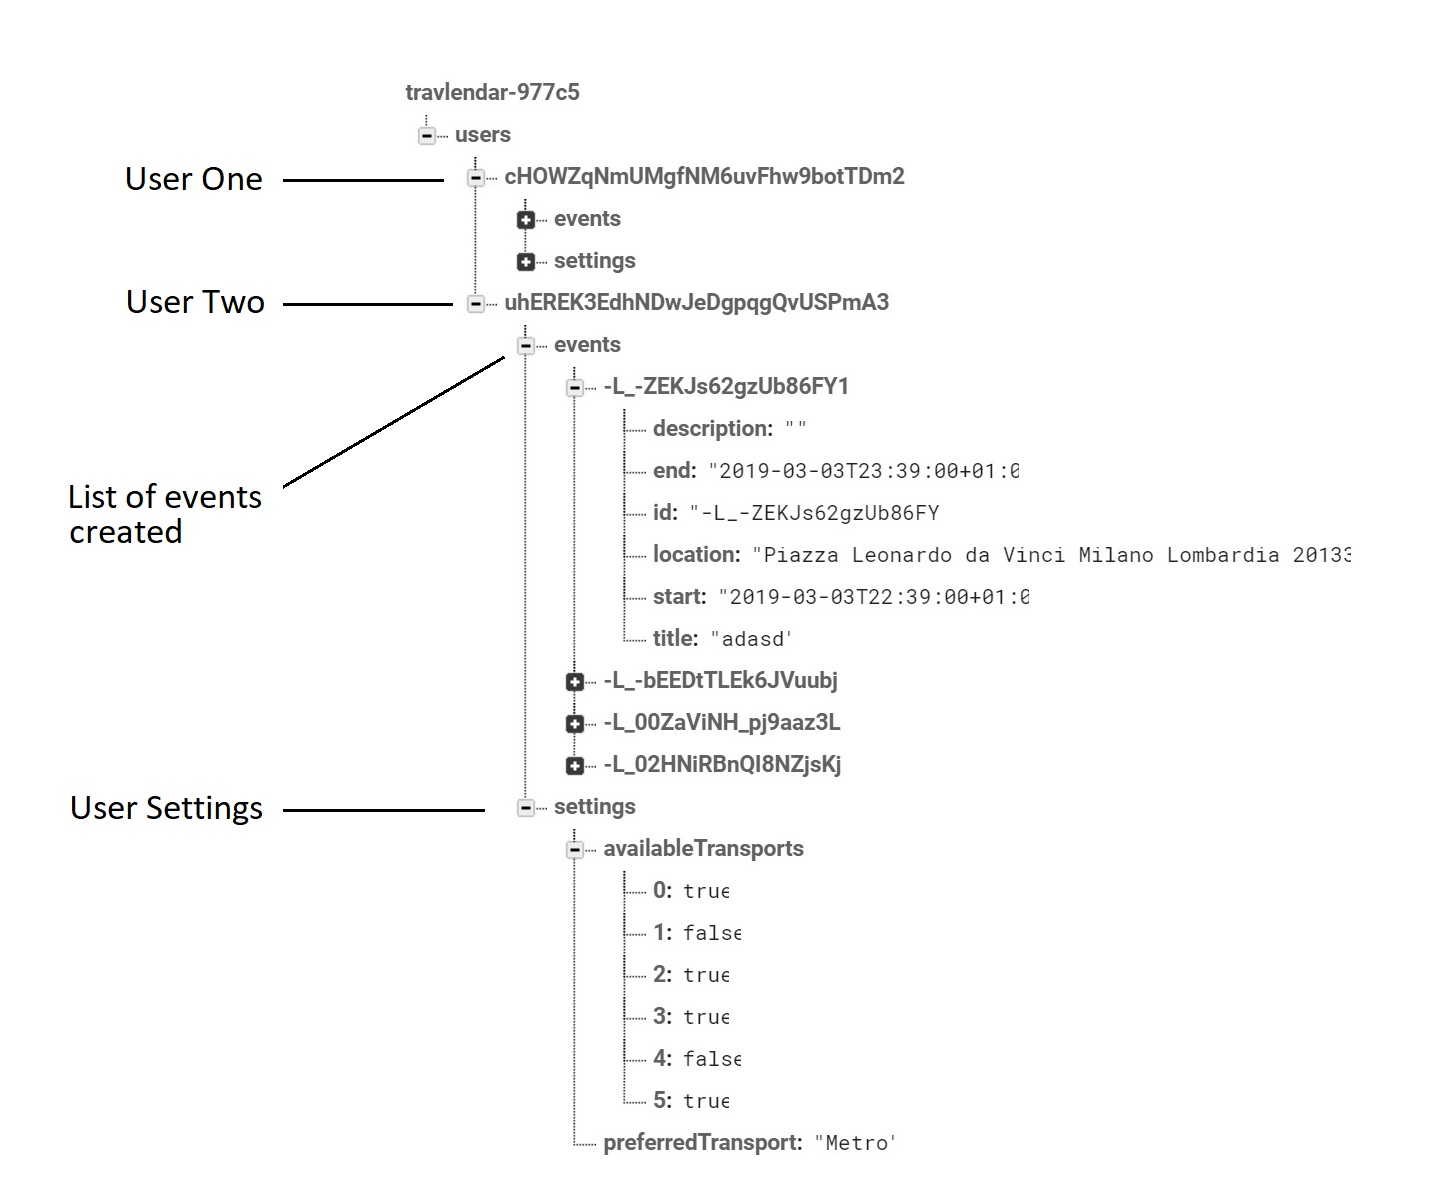 travlendar-977c5
users
User One
cHOWZqNmUMgfNM6uvFhw9botTDm2
events
settings
User Two
uhEREK3EdhNDwJeDgpqgQvUSPmA3
events
-L_-ZEKJs62gzUb86FY1
description: ""
end: "2019-03-03T23:39:00+01:0
List of events
created
id: "-L_-ZEKJs62gzUb86FY
location: "Piazza Leonardo da Vinci Milano Lombardia 20133
start: "2019-03-03T22:39:00+01:0
title: "adasd'
-L_-bEEDtTLEk6JVuubj
-L_00ZaViNH_pj9aaz3L
-L_02HNiRBnQI8NZjsKj
User Settings
settings
availableTransports
0: true
1: false
2: true
3: true
4: false
5: true
preferredTransport: "Metro'